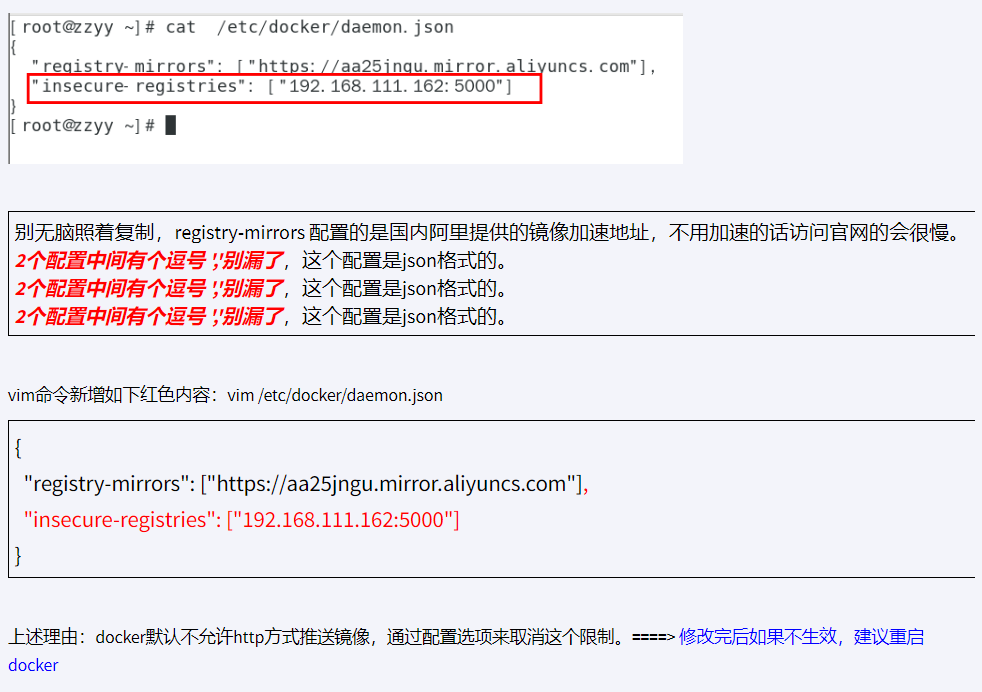 [root@zzyy ~]# cat  /etc/docker/daemon.json
{
  "registry-mirrors": ["https://aa25jngu.mirror.aliyuncs.com"],
  "insecure-registries": ["192.168.111.162:5000"]
}
[root@zzyy ~]#
别无脑照着复制，registry-mirrors 配置的是国内阿里提供的镜像加速地址，不用加速的话访问官网的会很慢。
2个配置中间有个逗号 ','别漏了，这个配置是json格式的。
2个配置中间有个逗号 ','别漏了，这个配置是json格式的。
2个配置中间有个逗号 ','别漏了，这个配置是json格式的。
vim命令新增如下红色内容：vim /etc/docker/daemon.json
{
  "registry-mirrors": ["https://aa25jngu.mirror.aliyuncs.com"],
  "insecure-registries": ["192.168.111.162:5000"]
}
上述理由：docker默认不允许http方式推送镜像，通过配置选项来取消这个限制。====> 修改完后如果不生效，建议重启
docker